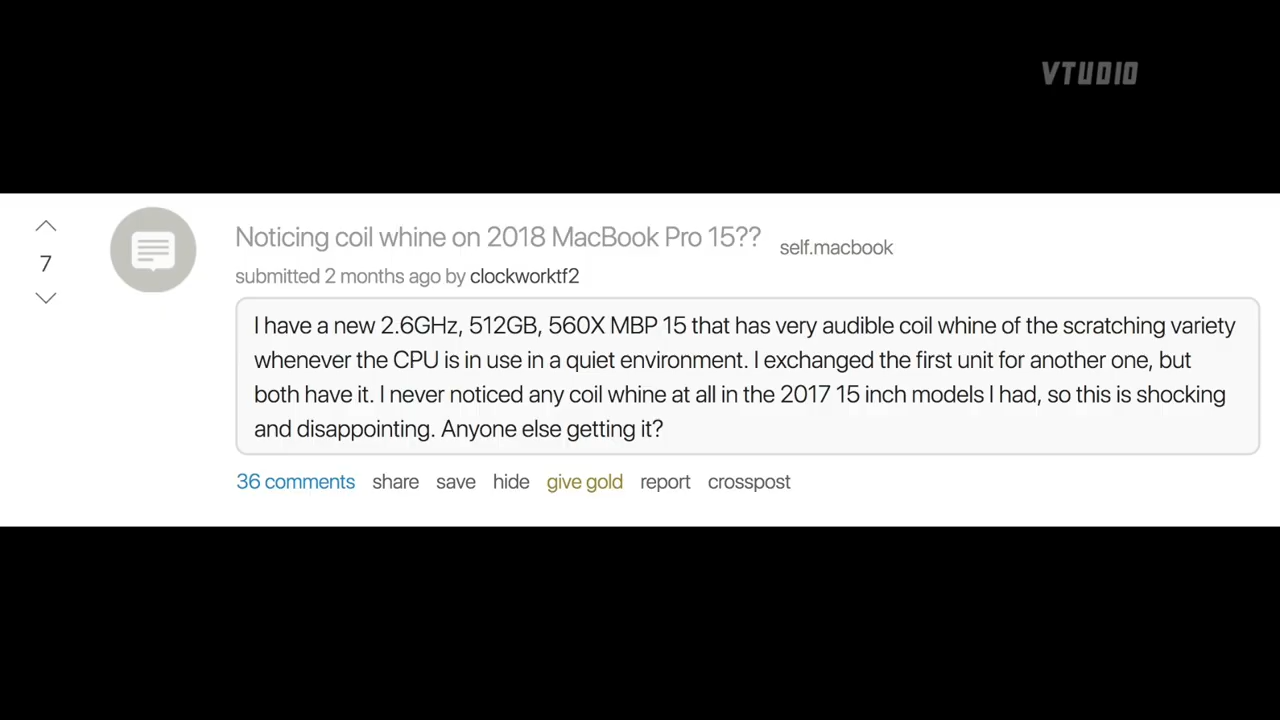 VTUDIO
Noticing coil whine on 2018 MacBook Pro 15?? self.macbook
7
submitted 2 months ago by clockworktf2
I have a new 2.6GHz, 512GB, 560X MBP 15 that has very audible coil whine of the scratching variety
whenever the CPU is in use in a quiet environment. I exchanged the first unit for another one, but
both have it. I never noticed any coil whine at all in the 2017 15 inch models I had, so this is shocking
and disappointing. Anyone else getting it?
36 comments share save hide give gold report crosspost